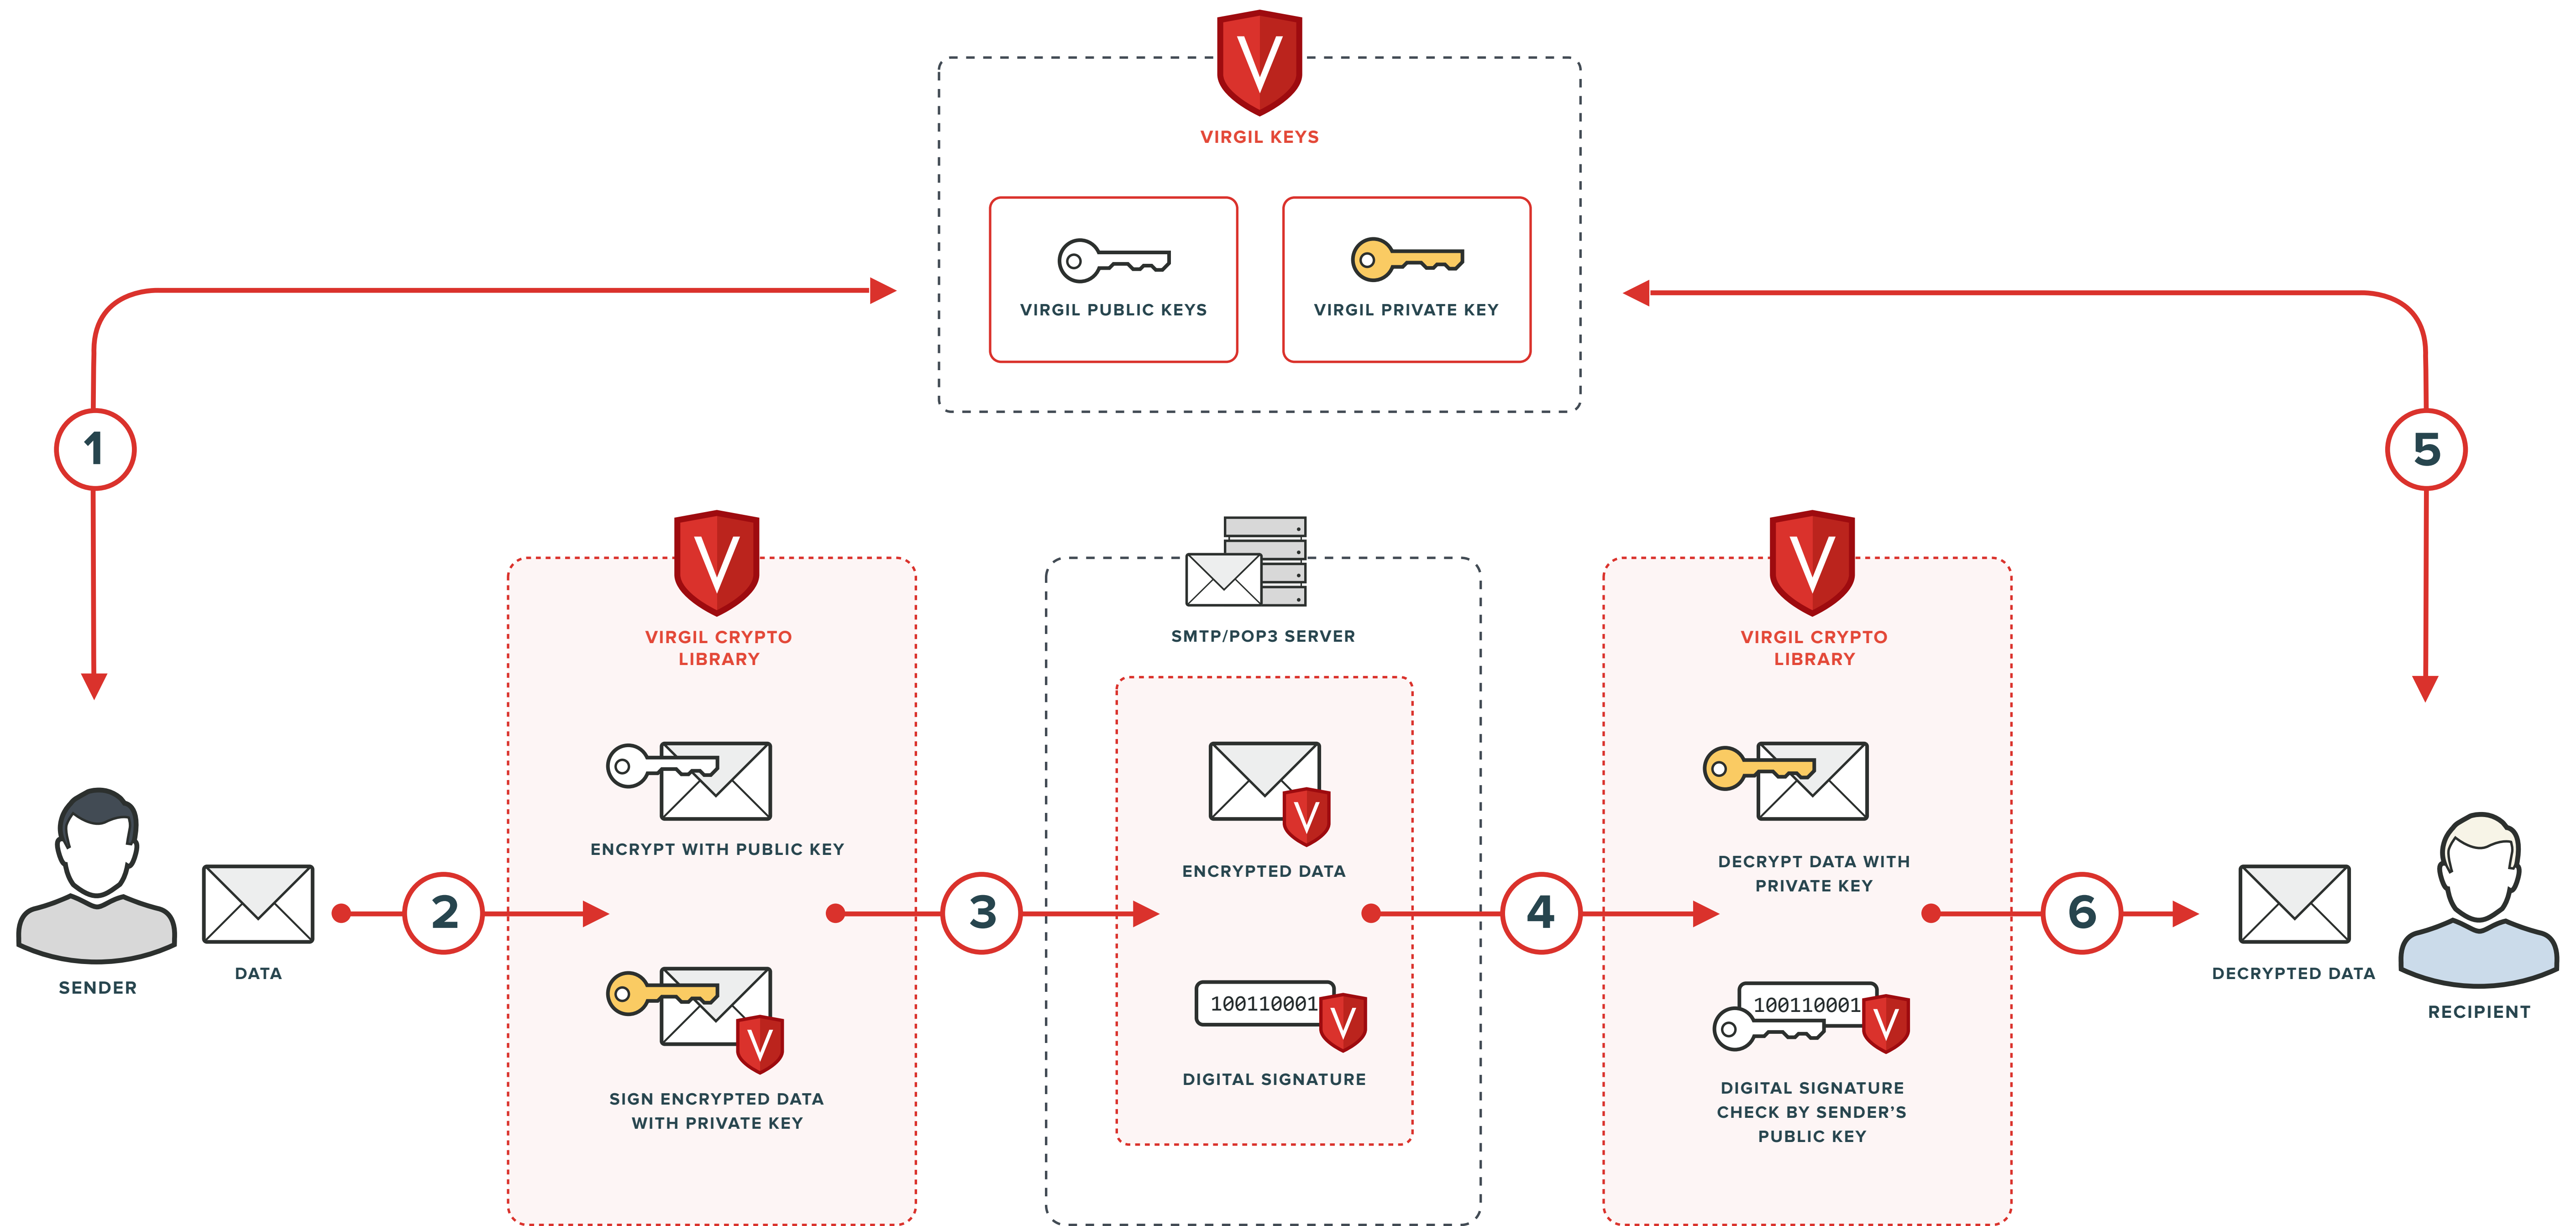 V
VIRGIL KEYS
VIRGIL PUBLIC KEYS
VIRGIL PRIVATE KEY
1
5
V
VIRGIL CRYPTO
LIBRARY
ENCRYPT WITH PUBLIC KEY
V
SIGN ENCRYPTED DATA
WITH PRIVATE KEY
SMTP/POP3 SERVER
V
ENCRYPTED DATA
100110001
V
DIGITAL SIGNATURE
V
VIRGIL CRYPTO
LIBRARY
DECRYPT DATA WITH
PRIVATE KEY
100110001
V
DIGITAL SIGNATURE
CHECK BY SENDER’S
PUBLIC KEY
SENDER
DATA
2
3
4
6
DECRYPTED DATA
RECIPIENT